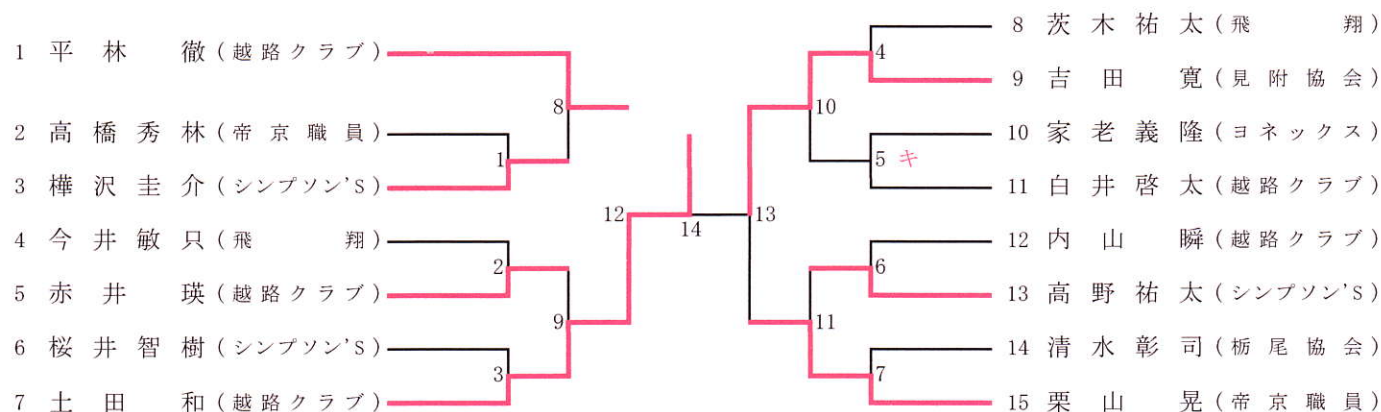 1 平林 徹 (越路クラブ)
2 高橋秀林 (帝京職員)
3 樺沢圭介 (シンプソン'S)
4 今井敏只 (飛翔)
5 赤井 瑛 (越路クラブ)
6 桜井智樹 (シンプソン'S)
7 土田 和 (越路クラブ)
8
1
2
9
3
12
14
13
4
10
5 キ
6
11
7
8 茨木祐太 (飛翔)
9 吉田 寛 (見附協会)
10 家老義隆 (ヨネックス)
11 白井啓太 (越路クラブ)
12 内山 瞬 (越路クラブ)
13 高野祐太 (シンプソン'S)
14 清水彰司 (栃尾協会)
15 栗山 晃 (帝京職員)